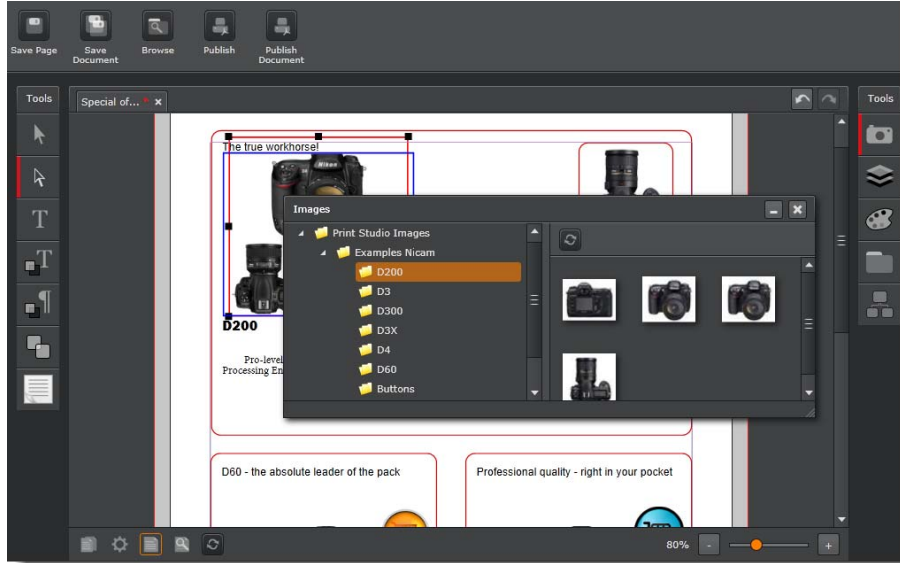 Save Page
Save
Document
Browse
Publish
Publish
Document
Tools
Special of...* ×
Tools
The true workhorse!
Nikon
Images
Print Studio Images
Examples Nicam
D200
D3
D300
D3X
D4
D60
Buttons
T
T
D200
Pro-level
Processing En
D60 - the absolute leader of the pack
Professional quality - right in your pocket
80%